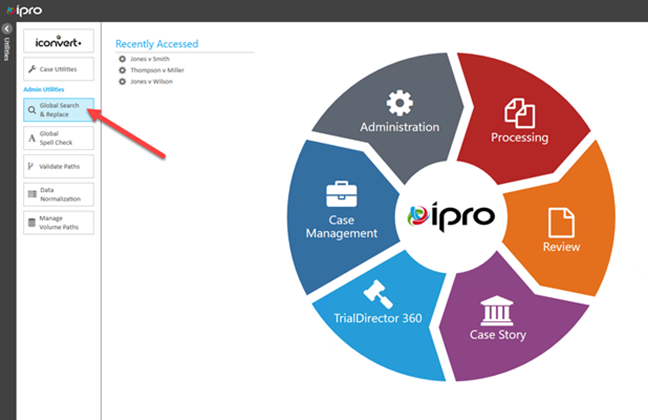 ipro
Utilities
iconvert+
Case Utilities
Admin Utilities
Global Search
& Replace
Global
Spell Check
Validate Paths
Data
Normalization
Manage
Volume Paths
Recently Accessed
Jones v Smith
Thompson v Miller
Jones v Wilson
Administration
Processing
Case
Management
ipro
Review
TrialDirector 360
Case Story